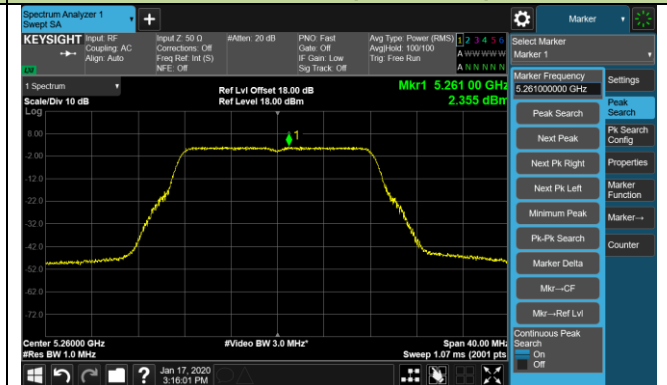 Spectrum Analyzer 1
Swept SA
+
Marker
KEYSIGHT
Input: RF
Coupling: AC
Align: Auto
Input Z: 50 Ω
Corrections: Off
Freq Ref: Int (S)
NFE: Off
#Atten: 20 dB
PNO: Fast
Gate: Off
IF Gain: Low
Sig Track: Off
Avg Type: Power (RMS)
Avg|Hold: 100/100
Trig: Free Run
1 2 3 4 5 6
A W W W W W
A N N N N N
Select Marker
Marker 1
1 Spectrum
Scale/Div 10 dB
Log
Ref Lvl Offset 18.00 dB
Ref Level 18.00 dBm
Mkr1 5.261 00 GHz
2.355 dBm
8.00
-2.00
-12.0
-22.0
-32.0
-42.0
-52.0
-62.0
-72.0
1
Center 5.26000 GHz
#Res BW 1.0 MHz
#Video BW 3.0 MHz*
Span 40.00 MHz
Sweep 1.07 ms (2001 pts)
Marker Frequency
5.261000000 GHz
Peak Search
Next Peak
Next Pk Right
Next Pk Left
Minimum Peak
Pk-Pk Search
Marker Delta
Mkr→CF
Mkr→Ref Lvl
Continuous Peak
Search
On
Off
Settings
Peak
Search
Pk Search
Config
Properties
Marker
Function
Marker→
Counter
?
Jan 17, 2020
3:16:01 PM